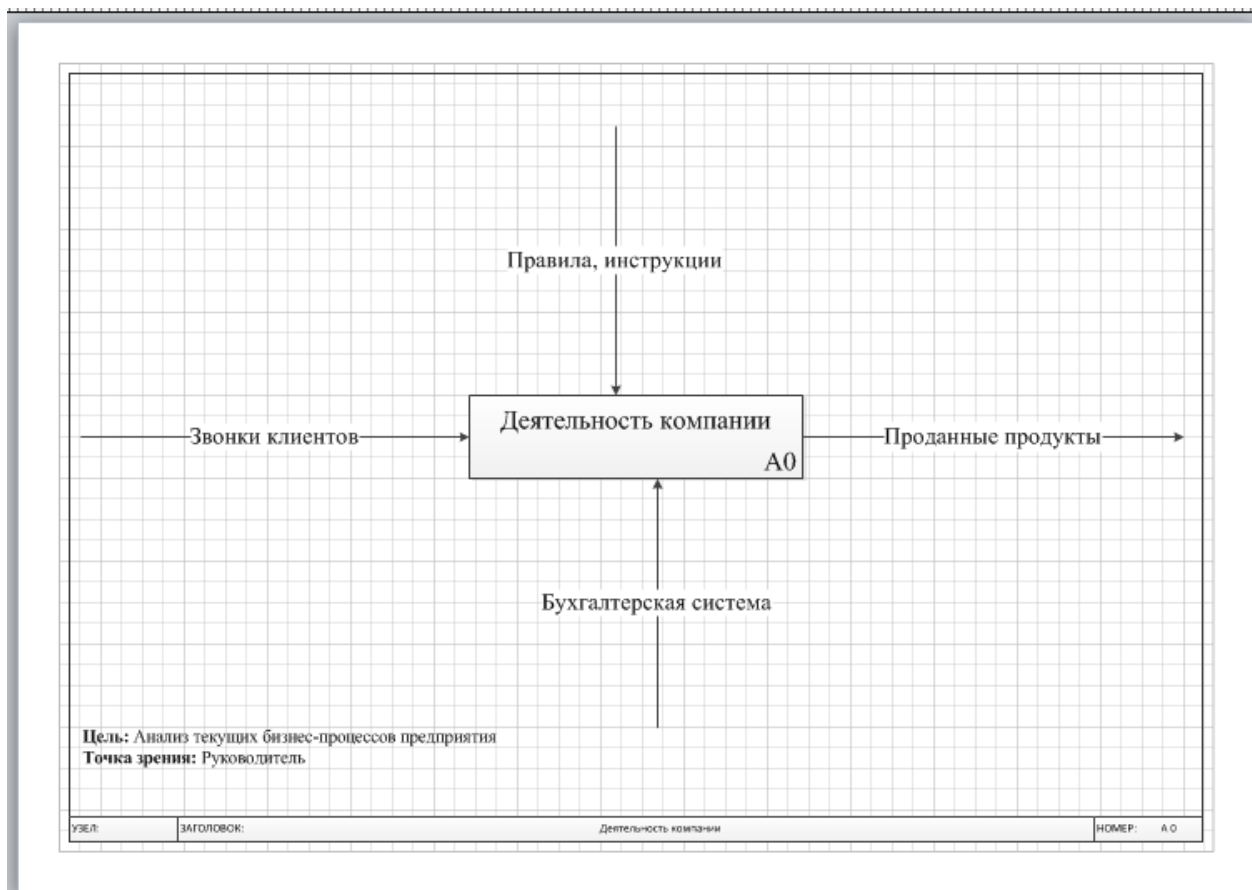 Правила, инструкции
Звонки клиентов
Деятельность компании
A0
Проданные продукты
Бухгалтерская система
Цель: Анализ текущих бизнес-процессов предприятия
Точка зрения: Руководитель
УЗЕЛ:
ЗАГОЛОВОК:
Деятельность компании
НОМЕР:
A 0